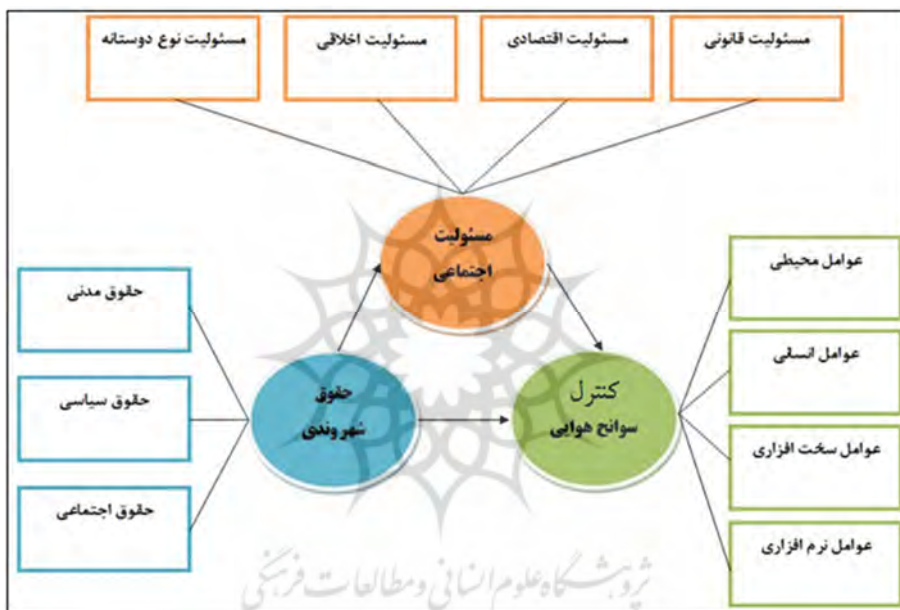 مسئولیت قانونی
مسئولیت اقتصادی
مسئولیت اخلاقی
مسئولیت نوع دوستانه
مسئولیت
اجتماعی
عوامل محیطی
عوامل انسانی
عوامل سخت افزاری
عوامل نرم افزاری
کنترل
سوانح هوایی
حقوق
شهروندی
حقوق مدنی
حقوق سیاسی
حقوق اجتماعی
پژوهشگاه علوم انسانی و مطالعات فرهنگی